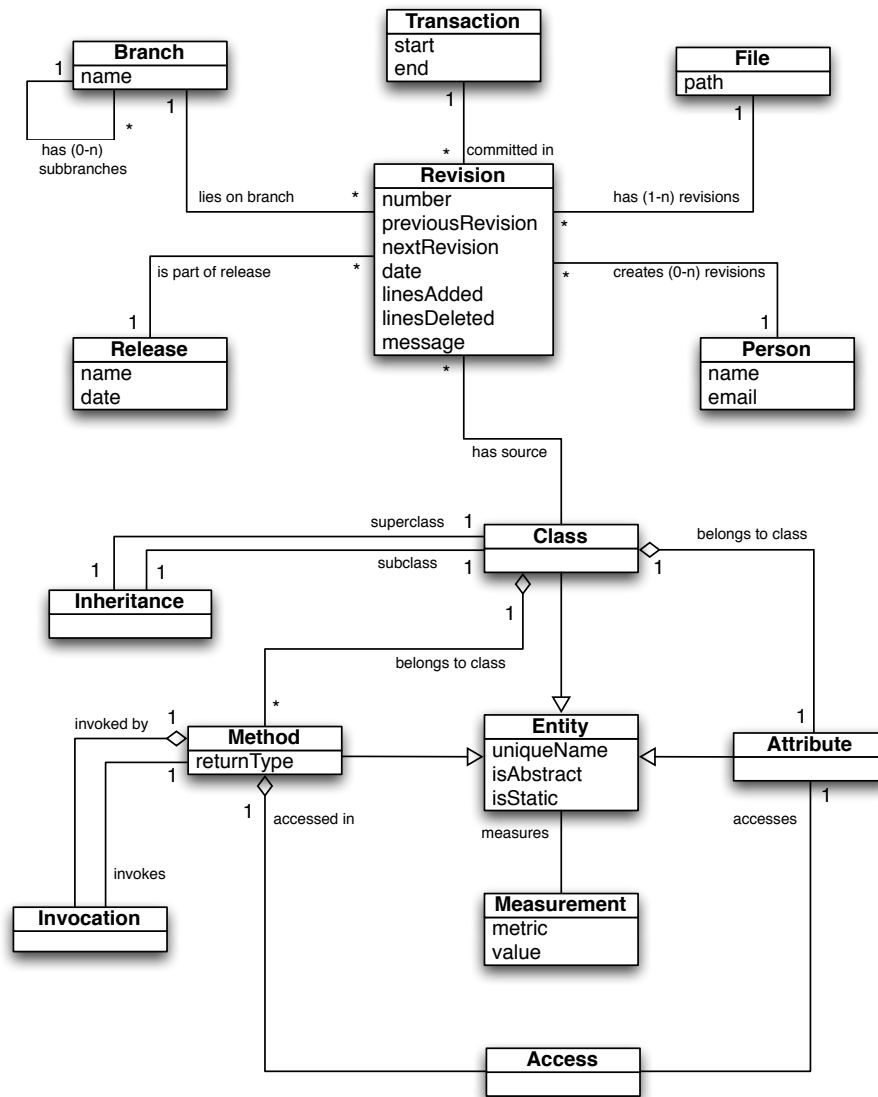 Transaction
start
end
Branch
name
File
path
1
*
1
has (0-n)
subbranches
1
1
*
committed in
Revision
number
previousRevision
nextRevision
date
linesAdded
linesDeleted
message
lies on branch
*
has (1-n) revisions
*
is part of release
*
creates (0-n) revisions
*
1
1
Release
name
date
Person
name
email
*
has source
superclass
1
Class
belongs to class
1
1
subclass
1
1
1
Inheritance
1
belongs to class
*
invoked by
1
Method
returnType
1
Entity
uniqueName
isAbstract
isStatic
1
Attribute
1
accessed in
measures
accesses
1
invokes
Invocation
Measurement
metric
value
Access